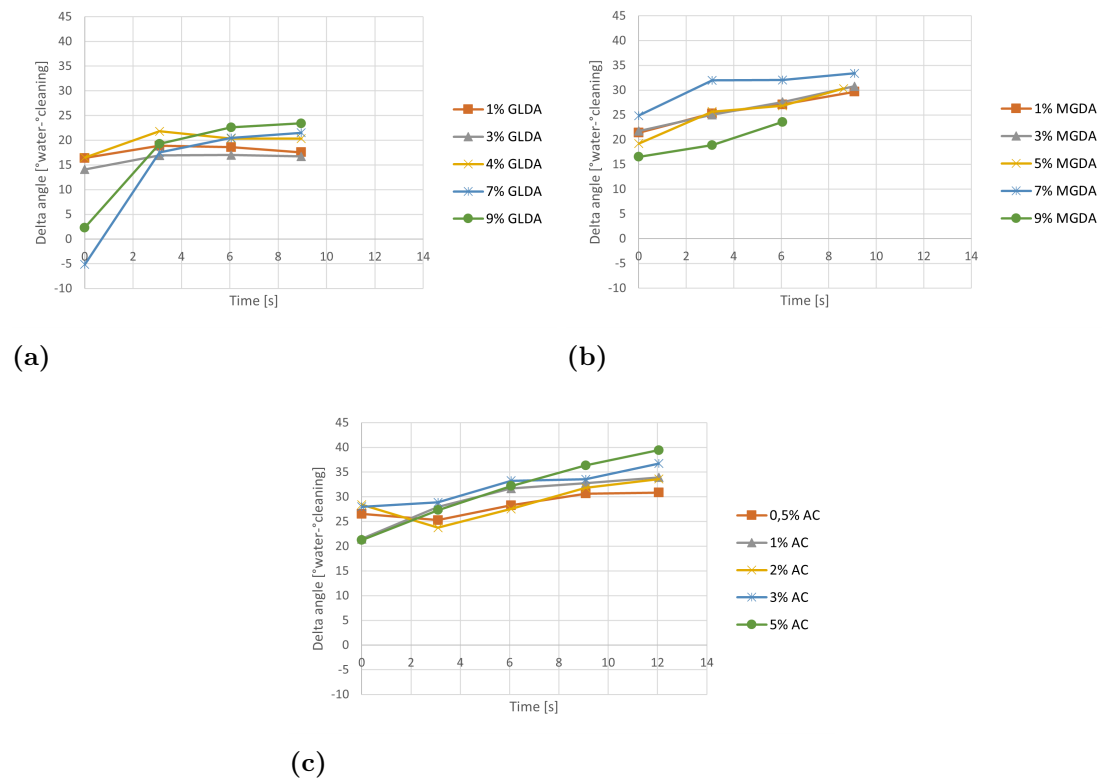 45
40
35
30
25
20
15
10
5
0
-5
-10
0 2 4 6 8 10 12 14
Delta angle [°water-°cleaning]
Time [s]
1% GLDA
3% GLDA
4% GLDA
7% GLDA
9% GLDA
(a)
45
40
35
30
25
20
15
10
5
0
-5
-10
0 2 4 6 8 10 12 14
Delta angle [°water-°cleaning]
Time [s]
1% MGDA
3% MGDA
5% MGDA
7% MGDA
9% MGDA
(b)
45
40
35
30
25
20
15
10
5
0
-5
-10
0 2 4 6 8 10 12 14
Delta angle [°water-°cleaning]
Time [s]
0,5% AC
1% AC
2% AC
3% AC
5% AC
(c)